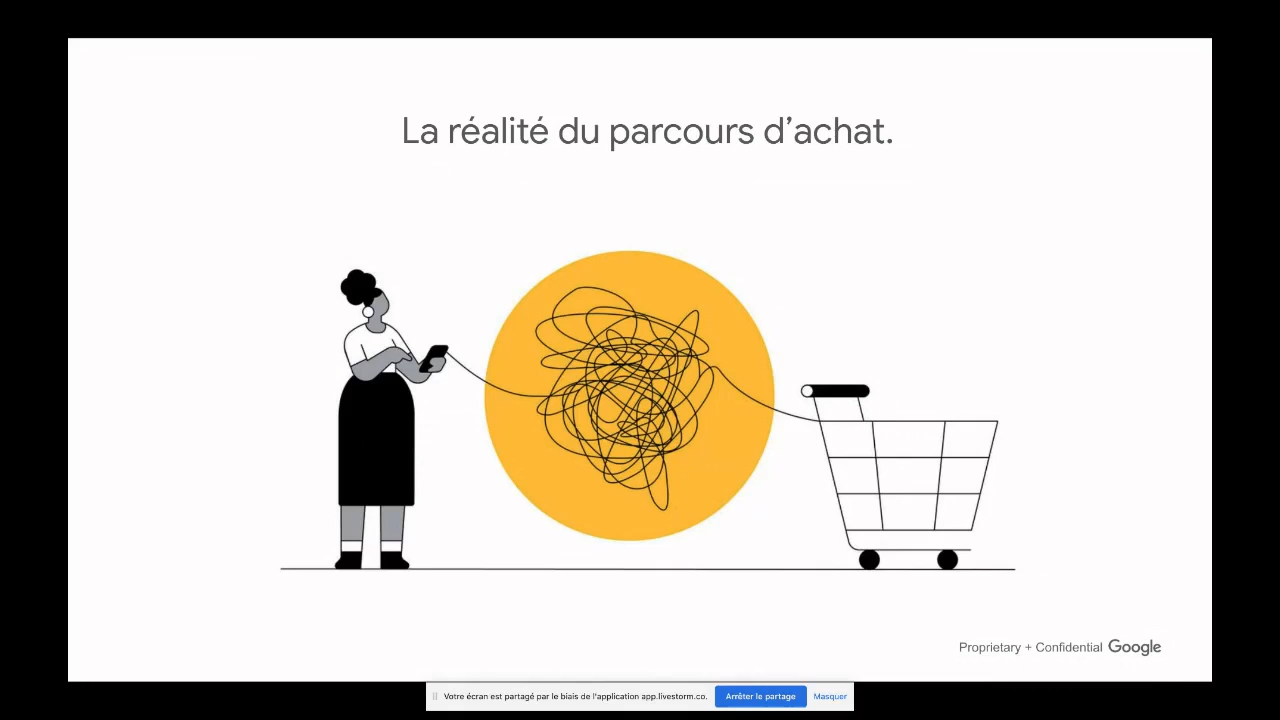 La réalité du parcours d’achat.
Proprietary + Confidential Google
Votre écran est partagé par le biais de l'application app.livestorm.co. Arrêter le partage Masquer